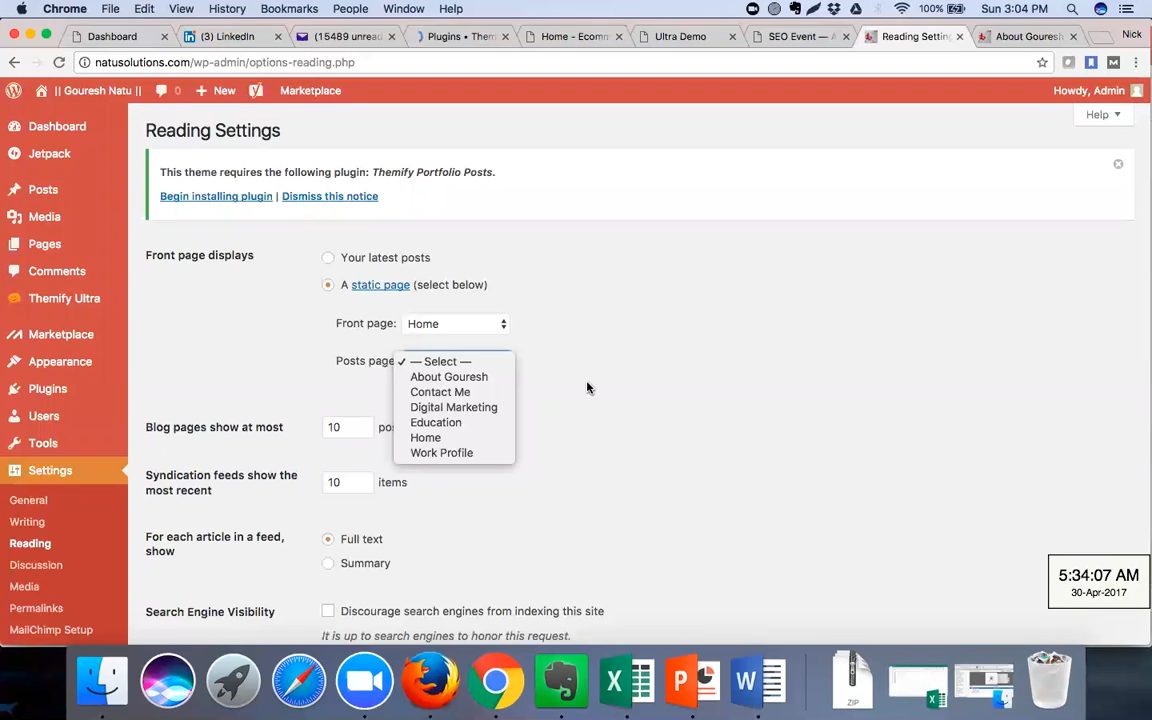 Chrome File Edit View History Bookmarks People Window Help 100% Sun 3:04 PM
Dashboard (3) LinkedIn (15489 unread Plugins ‹ Them Home - Ecomm Ultra Demo SEO Event — Reading Settin About Gouresh Nick
natusolutions.com/wp-admin/options-reading.php
|| Gouresh Natu || 0 New Marketplace Howdy, Admin
Help
Dashboard
Jetpack
Posts
Media
Pages
Comments
Themify Ultra
Marketplace
Appearance
Plugins
Users
Tools
Settings
General
Writing
Reading
Discussion
Media
Permalinks
MailChimp Setup
Reading Settings
This theme requires the following plugin: Themify Portfolio Posts.
Begin installing plugin | Dismiss this notice
Front page displays
Your latest posts
A static page (select below)
Front page: Home
Posts page
✓ — Select —
About Gouresh
Contact Me
Digital Marketing
Education
Home
Work Profile
Blog pages show at most 10 pos
Syndication feeds show the
most recent
10 items
For each article in a feed,
show
Full text
Summary
Search Engine Visibility
Discourage search engines from indexing this site
It is up to search engines to honor this request.
5:34:07 AM
30-Apr-2017
X P W
ZIP